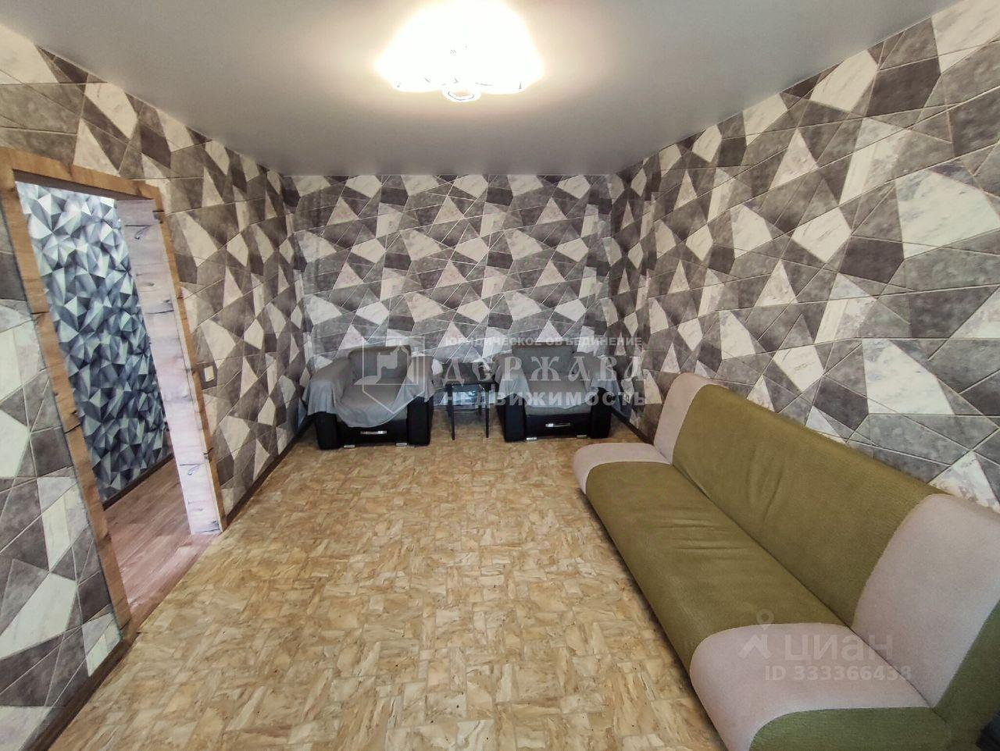 ЮРИДИЧЕСКОЕ ОБЪЕДИНЕНИЕ
ДЕРЖАВА
НЕДВИЖИМОСТЬ
циан
ID 333366438